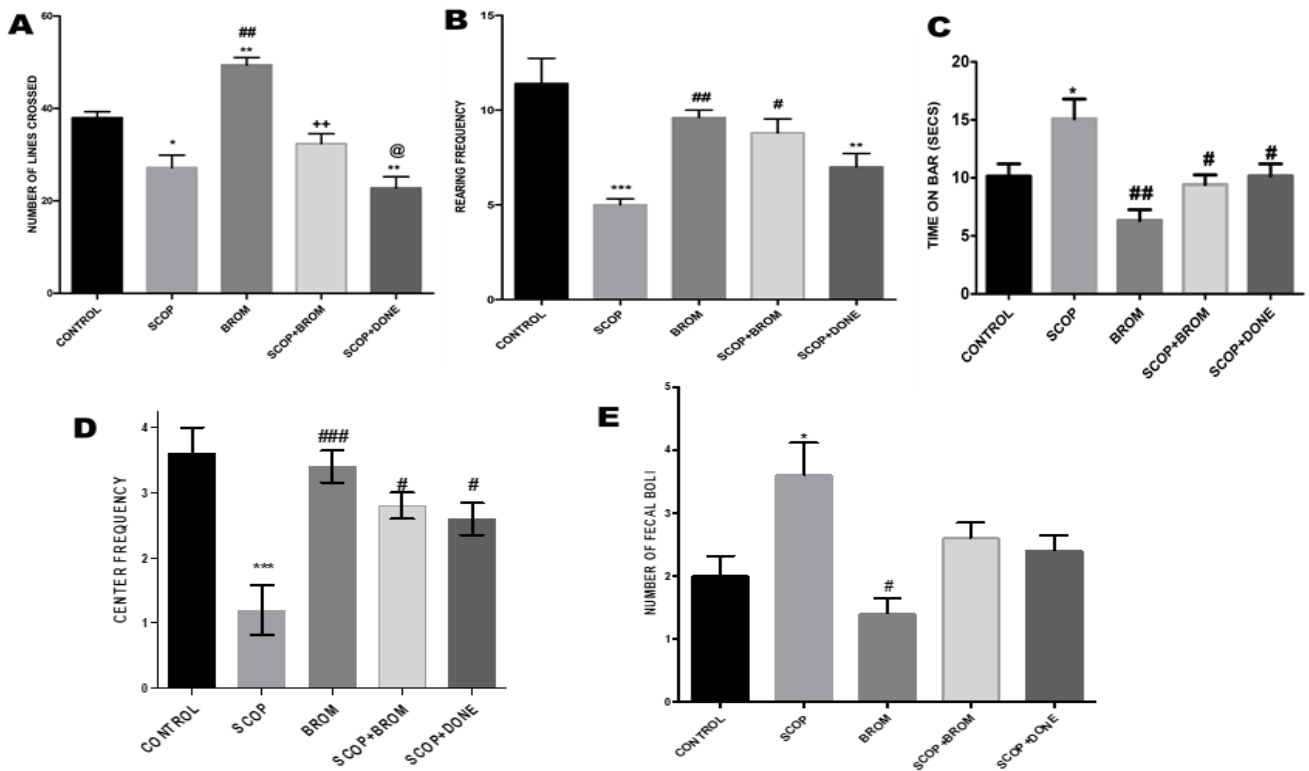 A
NUMBER OF LINES CROSSED
60
40
20
0
*
##
**
++
@
**
CONTROL
SCOP
BROM
SCOP+BROM
SCOP+DONE
B
REARING FREQUENCY
15
10
5
0
***
##
#
**
CONTROL
SCOP
BROM
SCOP+BROM
SCOP+DONE
C
TIME ON BAR (SECS)
20
15
10
5
0
*
##
#
#
CONTROL
SCOP
BROM
SCOP+BROM
SCOP+DONE
D
CENTER FREQUENCY
4
3
2
1
0
***
###
#
#
CONTROL
SCOP
BROM
SCOP+BROM
SCOP+DONE
E
NUMBER OF FECAL BOLI
5
4
3
2
1
0
*
#
CONTROL
SCOP
BROM
SCOP+BROM
SCOP+DONE